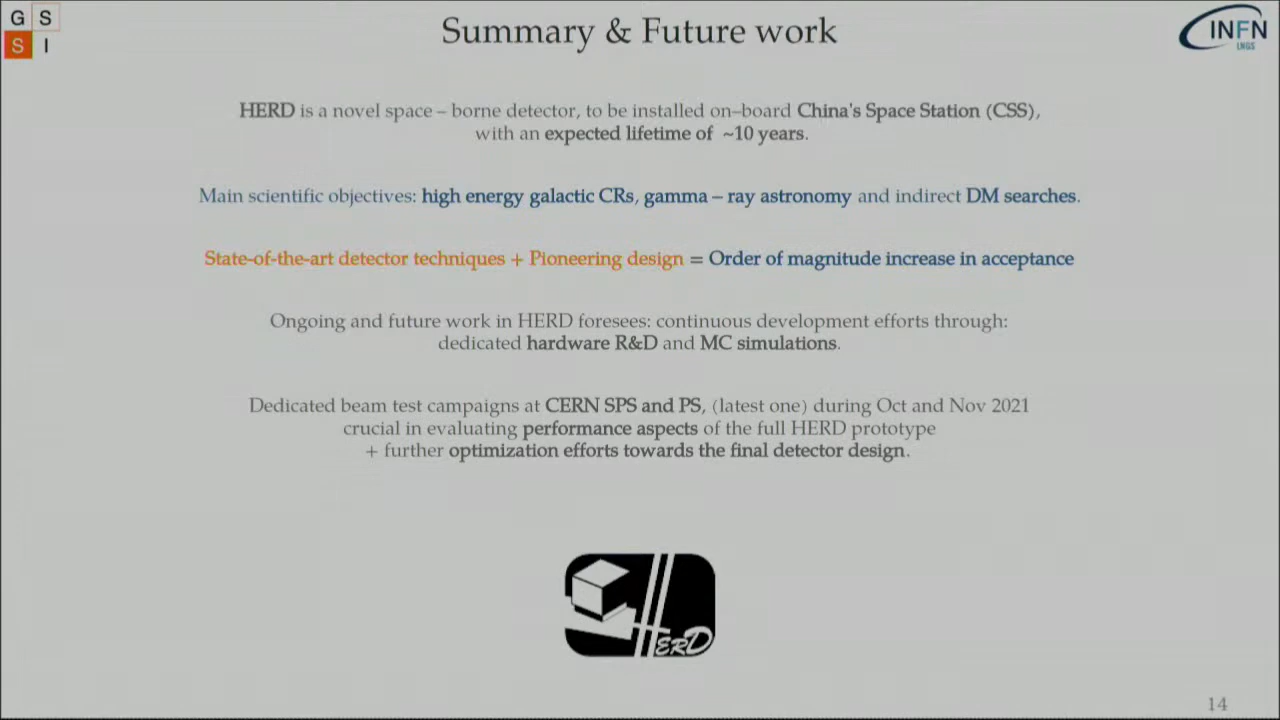 G S
S I
Summary & Future work
INFN
LNGS
HERD is a novel space – borne detector, to be installed on–board China's Space Station (CSS),
with an expected lifetime of ~10 years.
Main scientific objectives: high energy galactic CRs, gamma – ray astronomy and indirect DM searches.
State-of-the-art detector techniques + Pioneering design = Order of magnitude increase in acceptance
Ongoing and future work in HERD foresees: continuous development efforts through:
dedicated hardware R&D and MC simulations.
Dedicated beam test campaigns at CERN SPS and PS, (latest one) during Oct and Nov 2021
crucial in evaluating performance aspects of the full HERD prototype
+ further optimization efforts towards the final detector design.
HERD
14